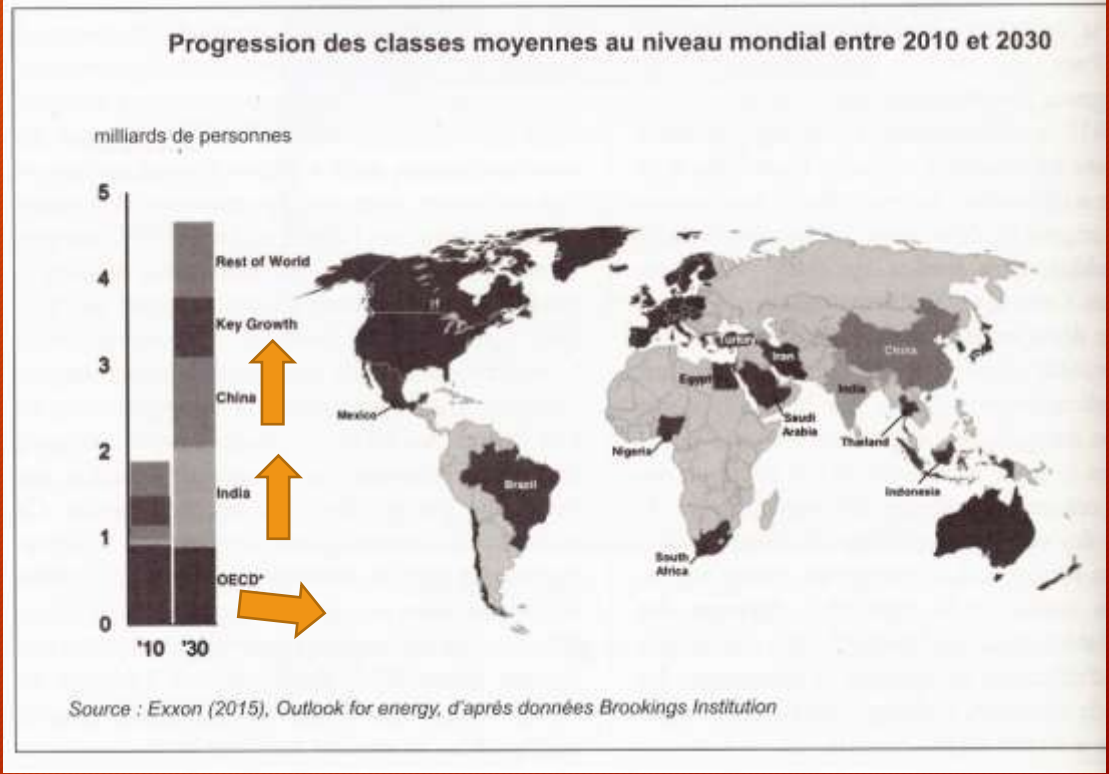 Progression des classes moyennes au niveau mondial entre 2010 et 2030
milliards de personnes
5
4
3
2
1
0
Rest of World
Key Growth
China
India
OECD*
'10 '30
Mexico
Brazil
Nigeria
South
Africa
Egypt
Turkey
Iran
Saudi
Arabia
China
India
Thailand
Indonesia
Source : Exxon (2015), Outlook for energy, d'aprés données Brookings Institution